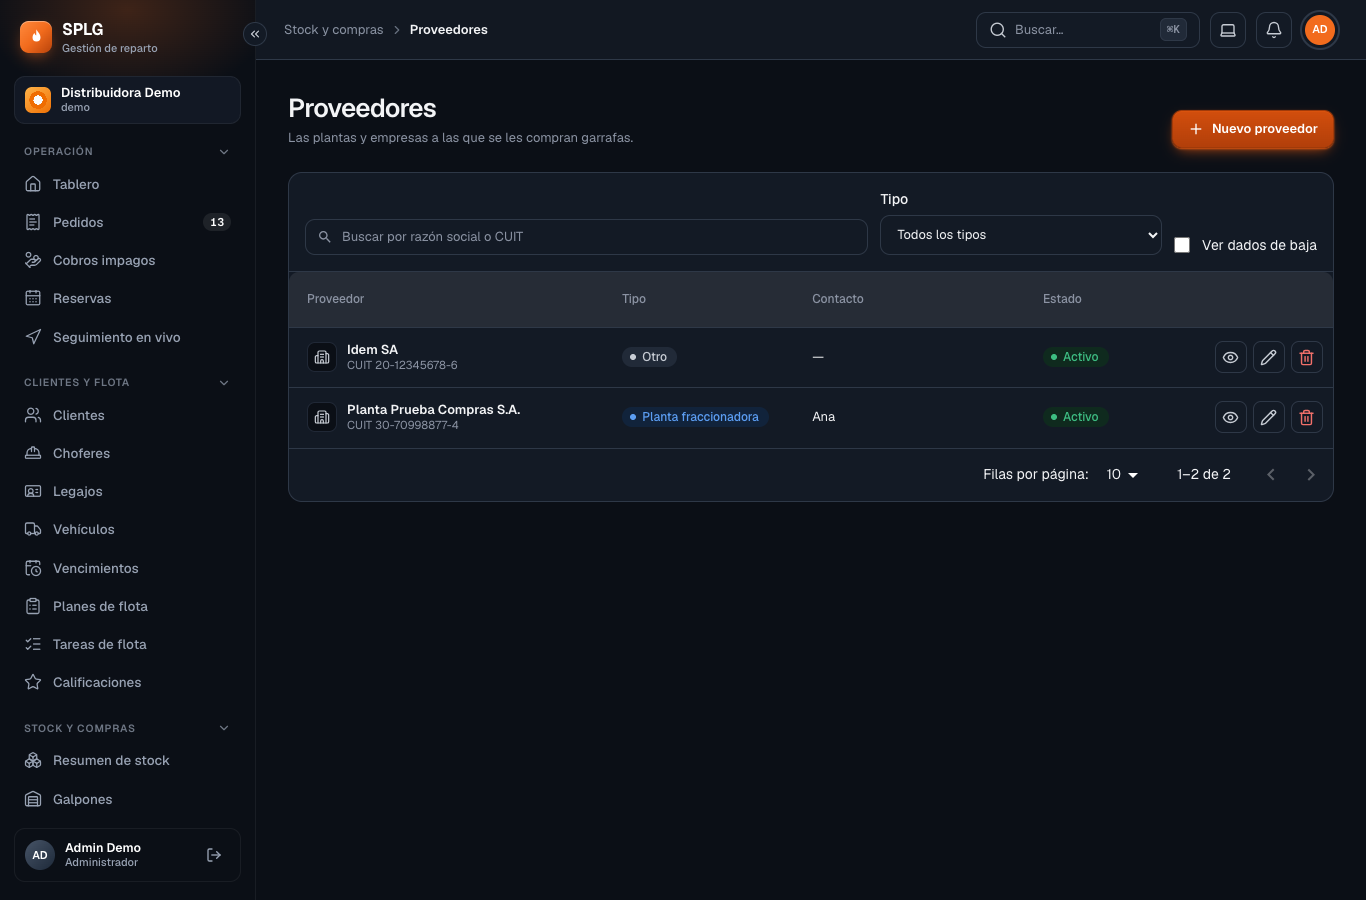 SPLG
Gestión de reparto
Distribuidora Demo
demo
OPERACIÓN
Tablero
Pedidos 13
Cobros impagos
Reservas
Seguimiento en vivo
CLIENTES Y FLOTA
Clientes
Choferes
Legajos
Vehículos
Vencimientos
Planes de flota
Tareas de flota
Calificaciones
STOCK Y COMPRAS
Resumen de stock
Galpones
AD
Admin Demo
Administrador
Stock y compras > Proveedores
Buscar... ⌘K
AD
Proveedores
Las plantas y empresas a las que se les compran garrafas.
+ Nuevo proveedor
Buscar por razón social o CUIT
Tipo
Todos los tipos
Ver dados de baja
Proveedor Tipo Contacto Estado
Idem SA
CUIT 20-12345678-6
Otro — Activo
Planta Prueba Compras S.A.
CUIT 30-70998877-4
Planta fraccionadora Ana Activo
Filas por página: 10 1–2 de 2